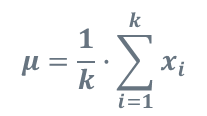 μ = 1/k · ∑_{i=1}^{k} x_i